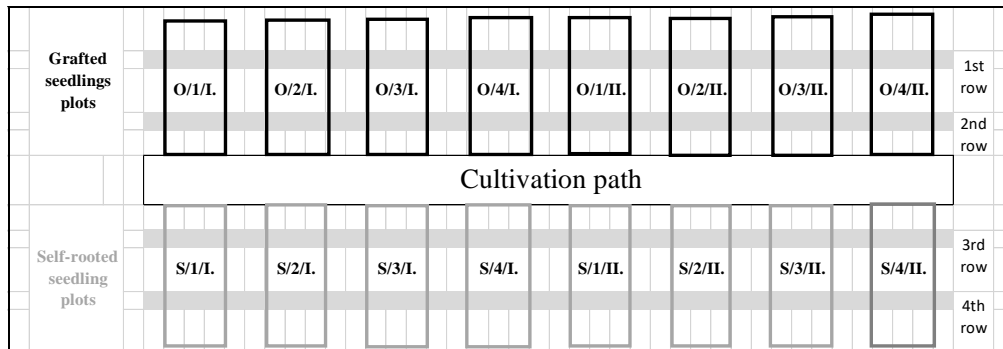 Grafted
seedlings
plots
O/1/I. O/2/I. O/3/I. O/4/I. O/1/II. O/2/II. O/3/II. O/4/II.
1st
row
2nd
row
Cultivation path
Self-rooted
seedling
plots
S/1/I. S/2/I. S/3/I. S/4/I. S/1/II. S/2/II. S/3/II. S/4/II.
3rd
row
4th
row